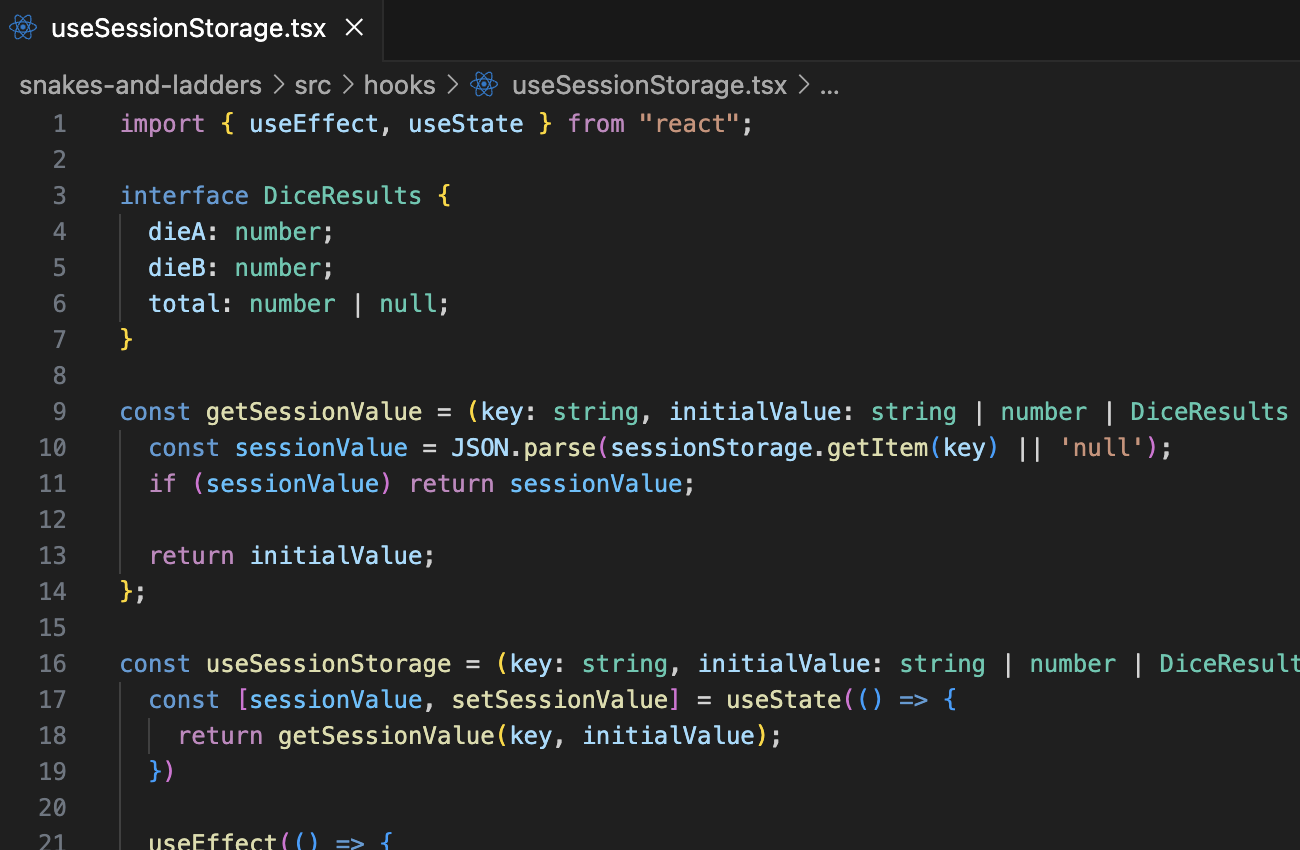 useSessionStorage.tsx
snakes-and-ladders > src > hooks > useSessionStorage.tsx > ...
1 import { useEffect, useState } from "react";
2
3 interface DiceResults {
4   dieA: number;
5   dieB: number;
6   total: number | null;
7 }
8
9 const getSessionValue = (key: string, initialValue: string | number | DiceResults
10   const sessionValue = JSON.parse(sessionStorage.getItem(key) || 'null');
11   if (sessionValue) return sessionValue;
12
13   return initialValue;
14 };
15
16 const useSessionStorage = (key: string, initialValue: string | number | DiceResult
17   const [sessionValue, setSessionValue] = useState(() => {
18     return getSessionValue(key, initialValue);
19   })
20
21   useEffect(() => {